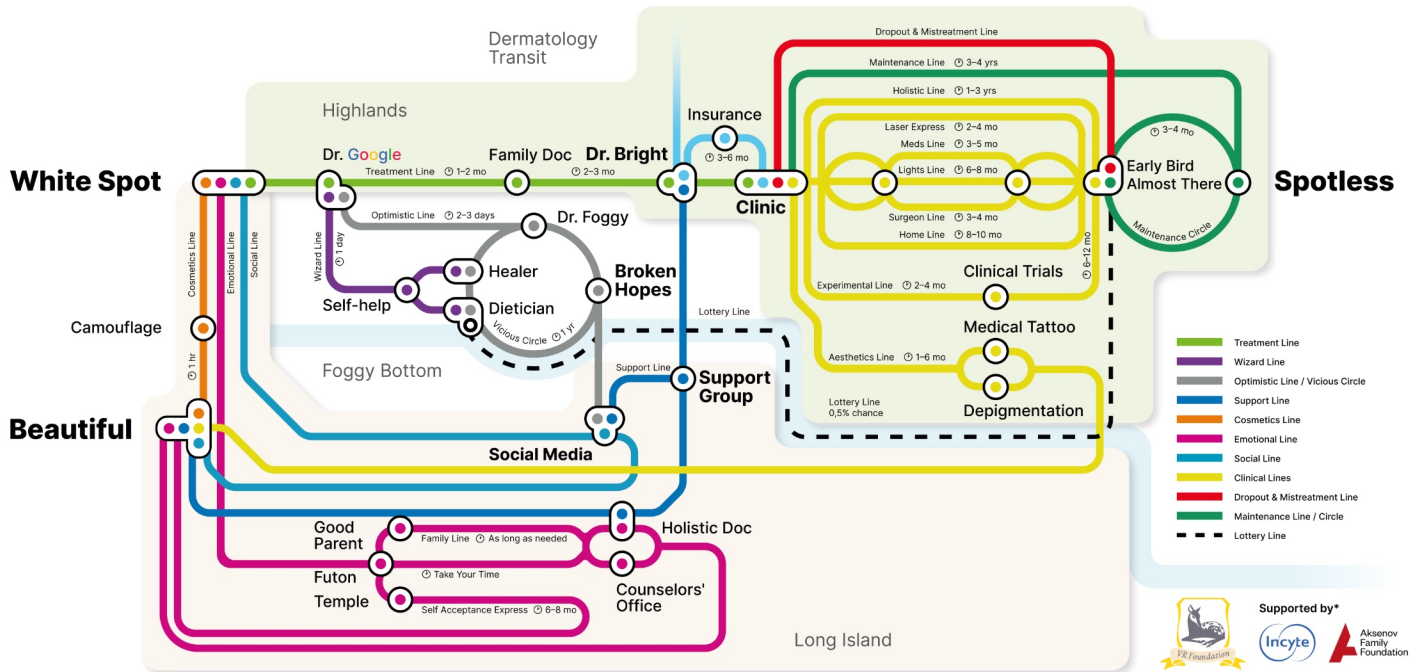 Dermatology
Transit
Dropout & Mistreatment Line
Maintenance Line 3–4 yrs
Holistic Line 1–3 yrs
Highlands
Insurance
3–6 mo
Laser Express 2–4 mo
3–4 mo
Meds Line 3–5 mo
Dr. Google
Family Doc
Dr. Bright
Treatment Line 1–2 mo
2–3 mo
Lights Line 6–8 mo
Early Bird
Almost There
White Spot
Spotless
Clinic
Optimistic Line 2–3 days
Dr. Foggy
Surgeon Line 3–4 mo
Home Line 8–10 mo
Maintenance Circle
Cosmetics Line
Emotional Line
Social Line
Wizard Line
1 day
Healer
Broken
Hopes
6–12 mo
Clinical Trials
Self-help
Dietician
Experimental Line 2–4 mo
Vicious Circle 1 yr
Lottery Line
Camouflage
Medical Tattoo
1 hr
Foggy Bottom
Support Line
Aesthetics Line 1–6 mo
Support
Group
Depigmentation
Lottery Line
0,5% chance
Beautiful
Social Media
Treatment Line
Wizard Line
Optimistic Line / Vicious Circle
Support Line
Cosmetics Line
Emotional Line
Social Line
Clinical Lines
Dropout & Mistreatment Line
Maintenance Line / Circle
Lottery Line
Good
Parent
Family Line As long as needed
Holistic Doc
Futon
Take Your Time
Counselors'
Office
Temple
Self Acceptance Express 6–8 mo
Long Island
VR Foundation
Supported by*
Incyte
Aksenov
Family
Foundation